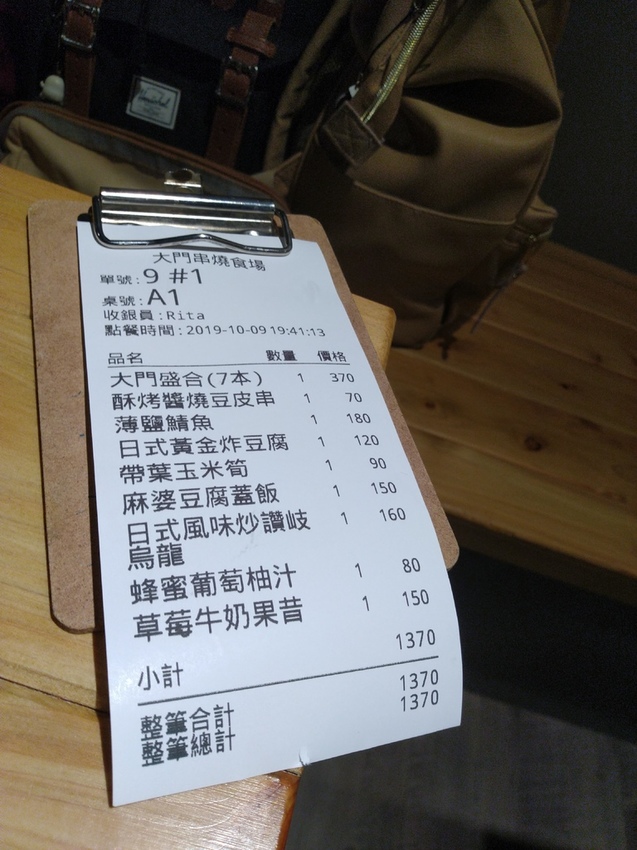 Herschel
大門串燒食場
單號:9 #1
桌號:A1
收銀員:Rita
點餐時間:2019-10-09 19:41:13
品名 數量 價格
大門盛合(7本) 1 370
酥烤醬燒豆皮串 1 70
薄鹽鯖魚 1 180
日式黃金炸豆腐 1 120
帶葉玉米筍 1 90
麻婆豆腐蓋飯 1 150
日式風味炒讚岐 1 160
烏龍
蜂蜜葡萄柚汁 1 80
草莓牛奶果昔 1 150
1370
小計
1370
整筆合計
1370
整筆總計